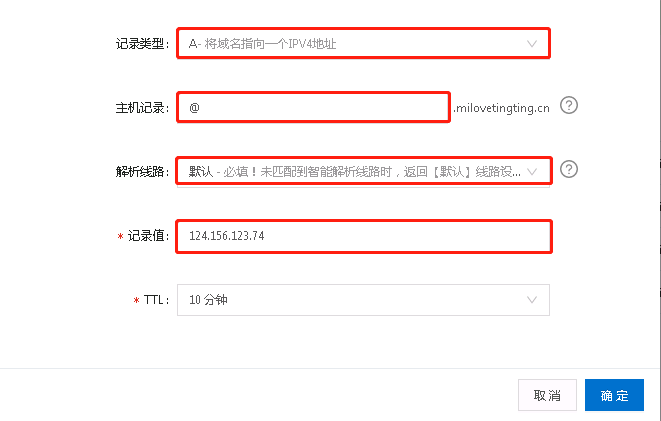 记录类型: A- 将域名指向一个IPV4地址
主机记录: @ .milovetingting.cn ?
解析线路: 默认 - 必填！未匹配到智能解析线路时，返回【默认】线路设... ?
* 记录值: 124.156.123.74
* TTL: 10 分钟
取消 确定